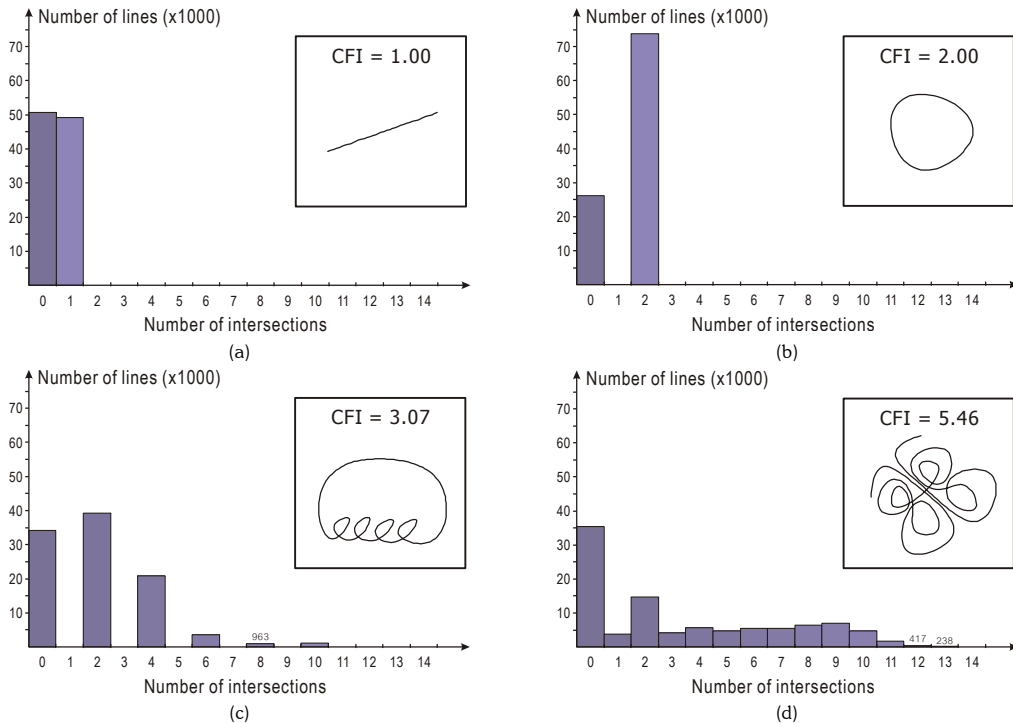 Number of lines (x1000)
CFI = 1.00
70
60
50
40
30
20
10
0 1 2 3 4 5 6 7 8 9 10 11 12 13 14
Number of intersections
(a)
Number of lines (x1000)
CFI = 2.00
70
60
50
40
30
20
10
0 1 2 3 4 5 6 7 8 9 10 11 12 13 14
Number of intersections
(b)
Number of lines (x1000)
CFI = 3.07
70
60
50
40
30
20
10
963
0 1 2 3 4 5 6 7 8 9 10 11 12 13 14
Number of intersections
(c)
Number of lines (x1000)
CFI = 5.46
70
60
50
40
30
20
10
417 238
0 1 2 3 4 5 6 7 8 9 10 11 12 13 14
Number of intersections
(d)